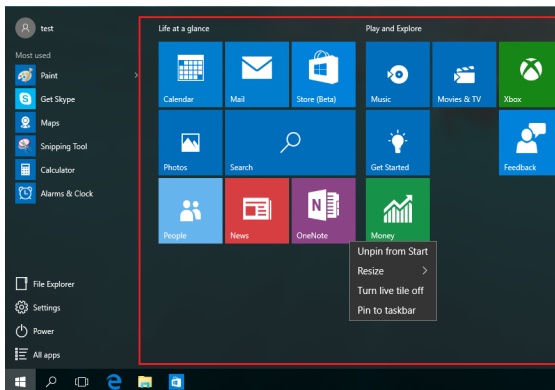 test
Most used
Paint
Get Skype
Maps
Snipping Tool
Calculator
Alarms & Clock
File Explorer
Settings
Power
All apps
Life at a glance
Calendar
Mail
Store (Beta)
Photos
Search
People
News
OneNote
Play and Explore
Music
Movies & TV
Xbox
Get Started
Feedback
Money
Unpin from Start
Resize
Turn live tile off
Pin to taskbar